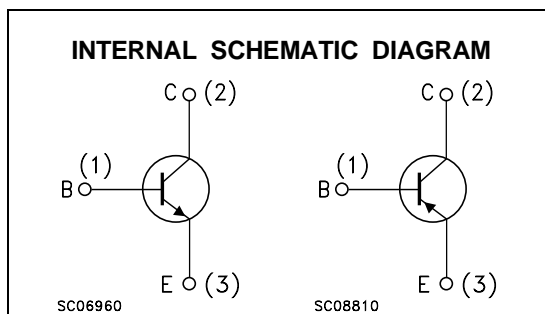 INTERNAL SCHEMATIC DIAGRAM
C (2)
(1)
B
E (3)
SC06960
C (2)
(1)
B
E (3)
SC08810